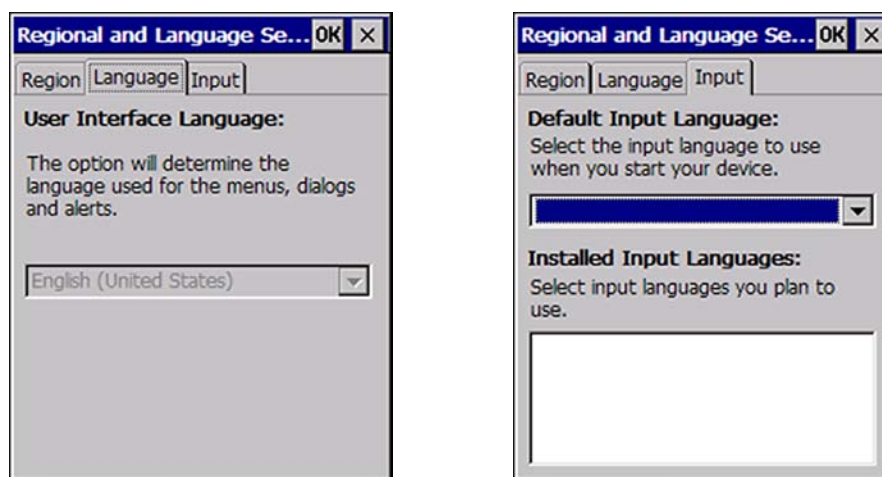 Regional and Language Se... OK ×
Region Language Input
User Interface Language:
The option will determine the
language used for the menus, dialogs
and alerts.
English (United States)
Regional and Language Se... OK ×
Region Language Input
Default Input Language:
Select the input language to use
when you start your device.
Installed Input Languages:
Select input languages you plan to
use.